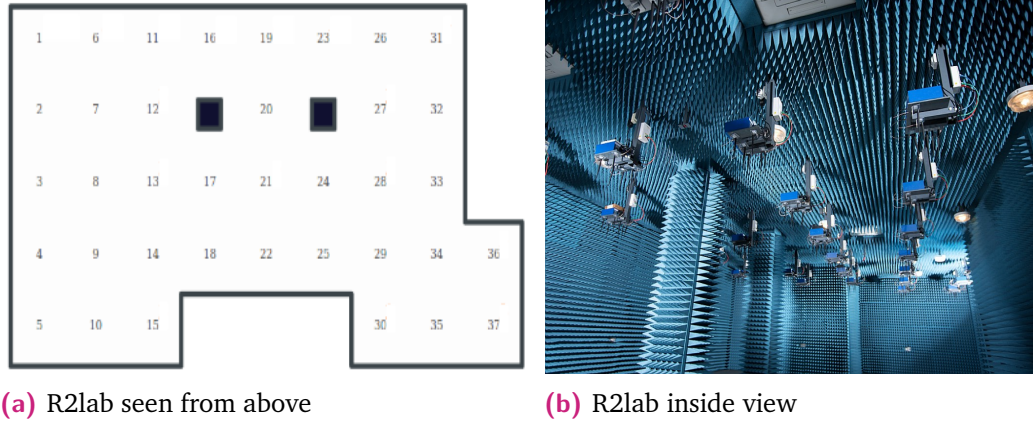 1 6 11 16 19 23 26 31
2 7 12 20 27 32
3 8 13 17 21 24 28 33
4 9 14 18 22 25 29 34 36
5 10 15 30 35 37
(a) R2lab seen from above
(b) R2lab inside view